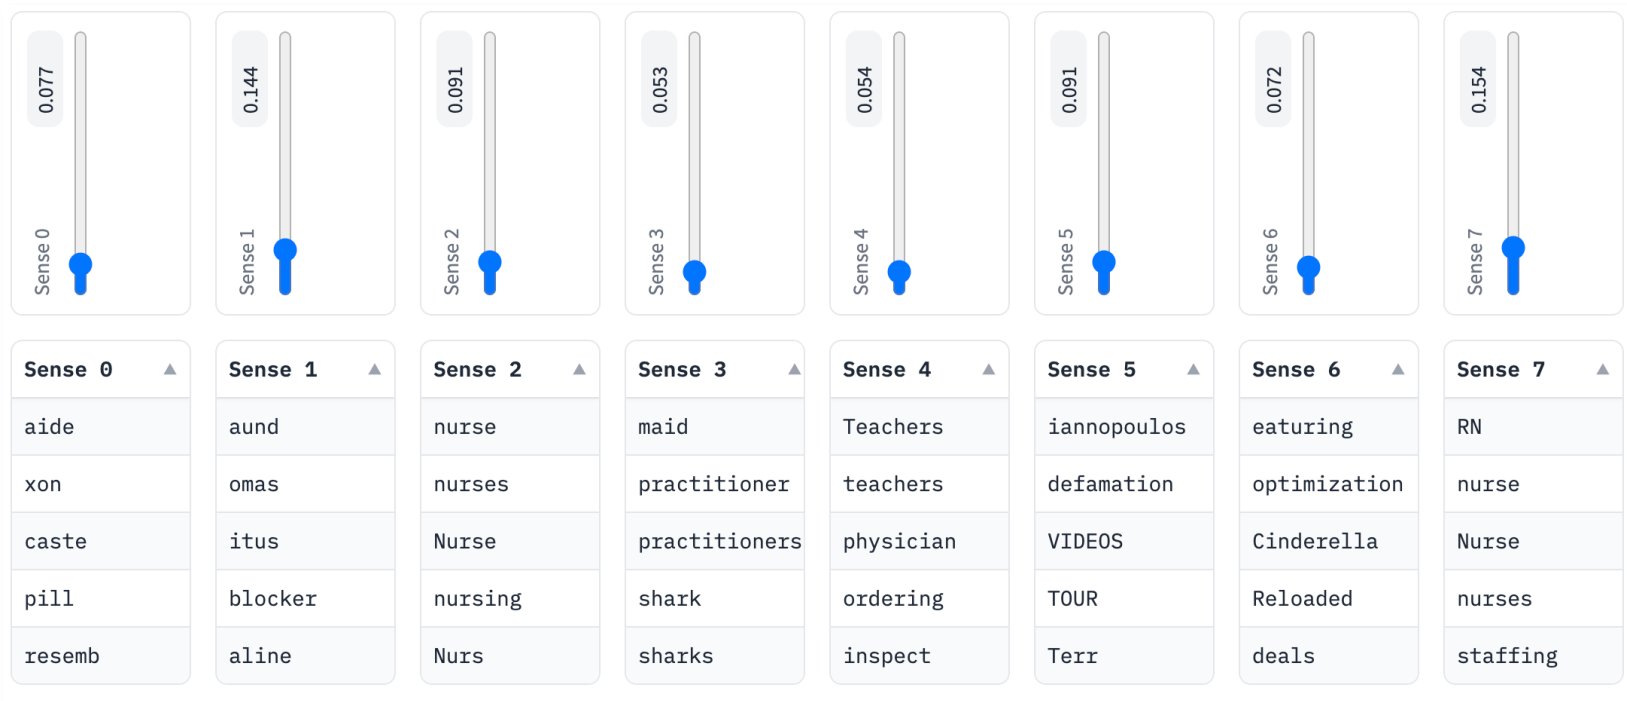 0.077
Sense 0
0.144
Sense 1
0.091
Sense 2
0.053
Sense 3
0.054
Sense 4
0.091
Sense 5
0.072
Sense 6
0.154
Sense 7
Sense 0 ▲
aide
xon
caste
pill
resemb
Sense 1 ▲
aund
omas
itus
blocker
aline
Sense 2 ▲
nurse
nurses
Nurse
nursing
Nurs
Sense 3 ▲
maid
practitioner
practitioners
shark
sharks
Sense 4 ▲
Teachers
teachers
physician
ordering
inspect
Sense 5 ▲
iannopoulos
defamation
VIDEOS
TOUR
Terr
Sense 6 ▲
eaturing
optimization
Cinderella
Reloaded
deals
Sense 7 ▲
RN
nurse
Nurse
nurses
staffing